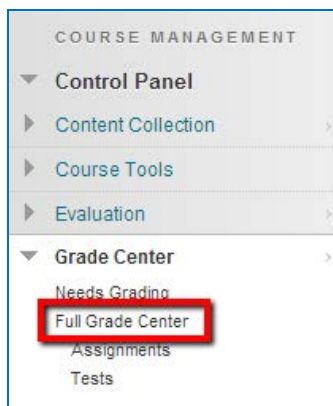 COURSE MANAGEMENT
Control Panel
Content Collection
Course Tools
Evaluation
Grade Center
Needs Grading
Full Grade Center
Assignments
Tests